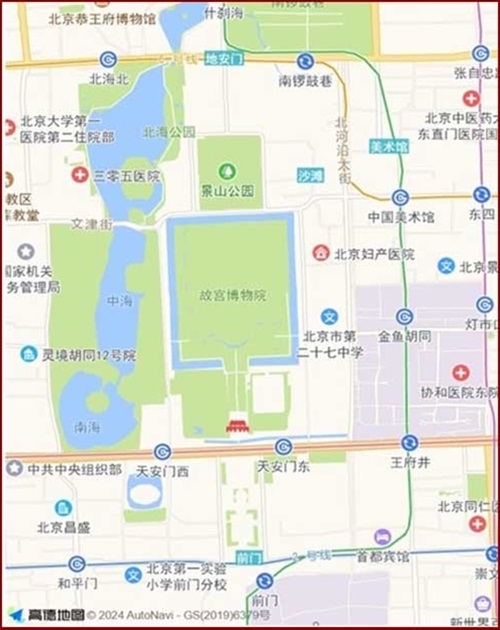 什刹海
北京恭王府博物馆
地安门
号线
北海北
南锣鼓巷
张自忠
北京大学第一
医院第二住院部
北海公园
北河沿大街
北京中医药大
东直门医院国
美术馆
三零五医院
景山公园
沙滩
教区
库教堂
文津街
中国美术馆
东四
国家机关
务管理局
北京妇产医院
北京景
中海
故宫博物院
北京市第
二十七中学
金鱼胡同
灯市口
灵境胡同12号院
协和医院东院
南海
中共中央组织部
天安门西
天安门东
王府井
北京昌盛
北京同仁医
首都宾馆
前门
2号线
和平门
北京第一实验
小学前门分校
前门
崇文
新世界百
高德地图 © 2024 AutoNavi - GS(2019)6379号